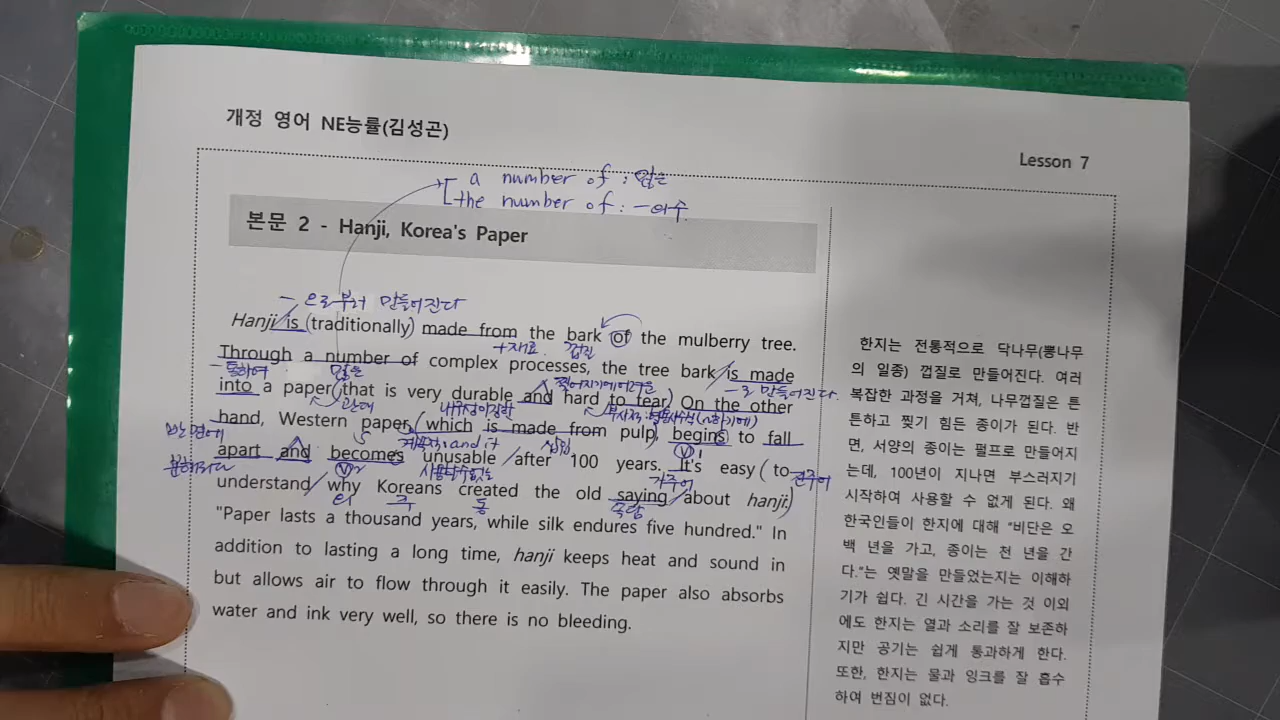 개정 영어 NE능률(김성곤)
Lesson 7
a number of : 많은
the number of : ~의 수
본문 2 - Hanji, Korea's Paper
~ 으로부터 만들어진다
Hanji is (traditionally) made from the bark of the mulberry tree.
+재료 껍질
Through a number of complex processes, the tree bark is made
~통하여 많은 찢어지기에 어려운 ~로 만들어진다.
into a paper (that is very durable and hard to tear) On the other
관계 부사적:
hand, Western paper, (which is made from pulp), begins to fall
반면에 계속적, and it
apart and becomes unusable after 100 years. It's easy (to
사용할 수 없는 가주어 진주어
understand why Koreans created the old saying about hanji.)
주 동 속담
"Paper lasts a thousand years, while silk endures five hundred." In
addition to lasting a long time, hanji keeps heat and sound in
but allows air to flow through it easily. The paper also absorbs
water and ink very well, so there is no bleeding.
한지는 전통적으로 닥나무(뽕나무
의 일종) 껍질로 만들어진다. 여러
복잡한 과정을 거쳐, 나무껍질은 튼
튼하고 찢기 힘든 종이가 된다. 반
면, 서양의 종이는 펄프로 만들어지
는데, 100년이 지나면 부스러지기
시작하여 사용할 수 없게 된다. 왜
한국인들이 한지에 대해 "비단은 오
백 년을 가고, 종이는 천 년을 간
다."는 옛말을 만들었는지는 이해하
기가 쉽다. 긴 시간을 가는 것 이외
에도 한지는 열과 소리를 잘 보존하
지만 공기는 쉽게 통과하게 한다.
또한, 한지는 물과 잉크를 잘 흡수
하여 번짐이 없다.